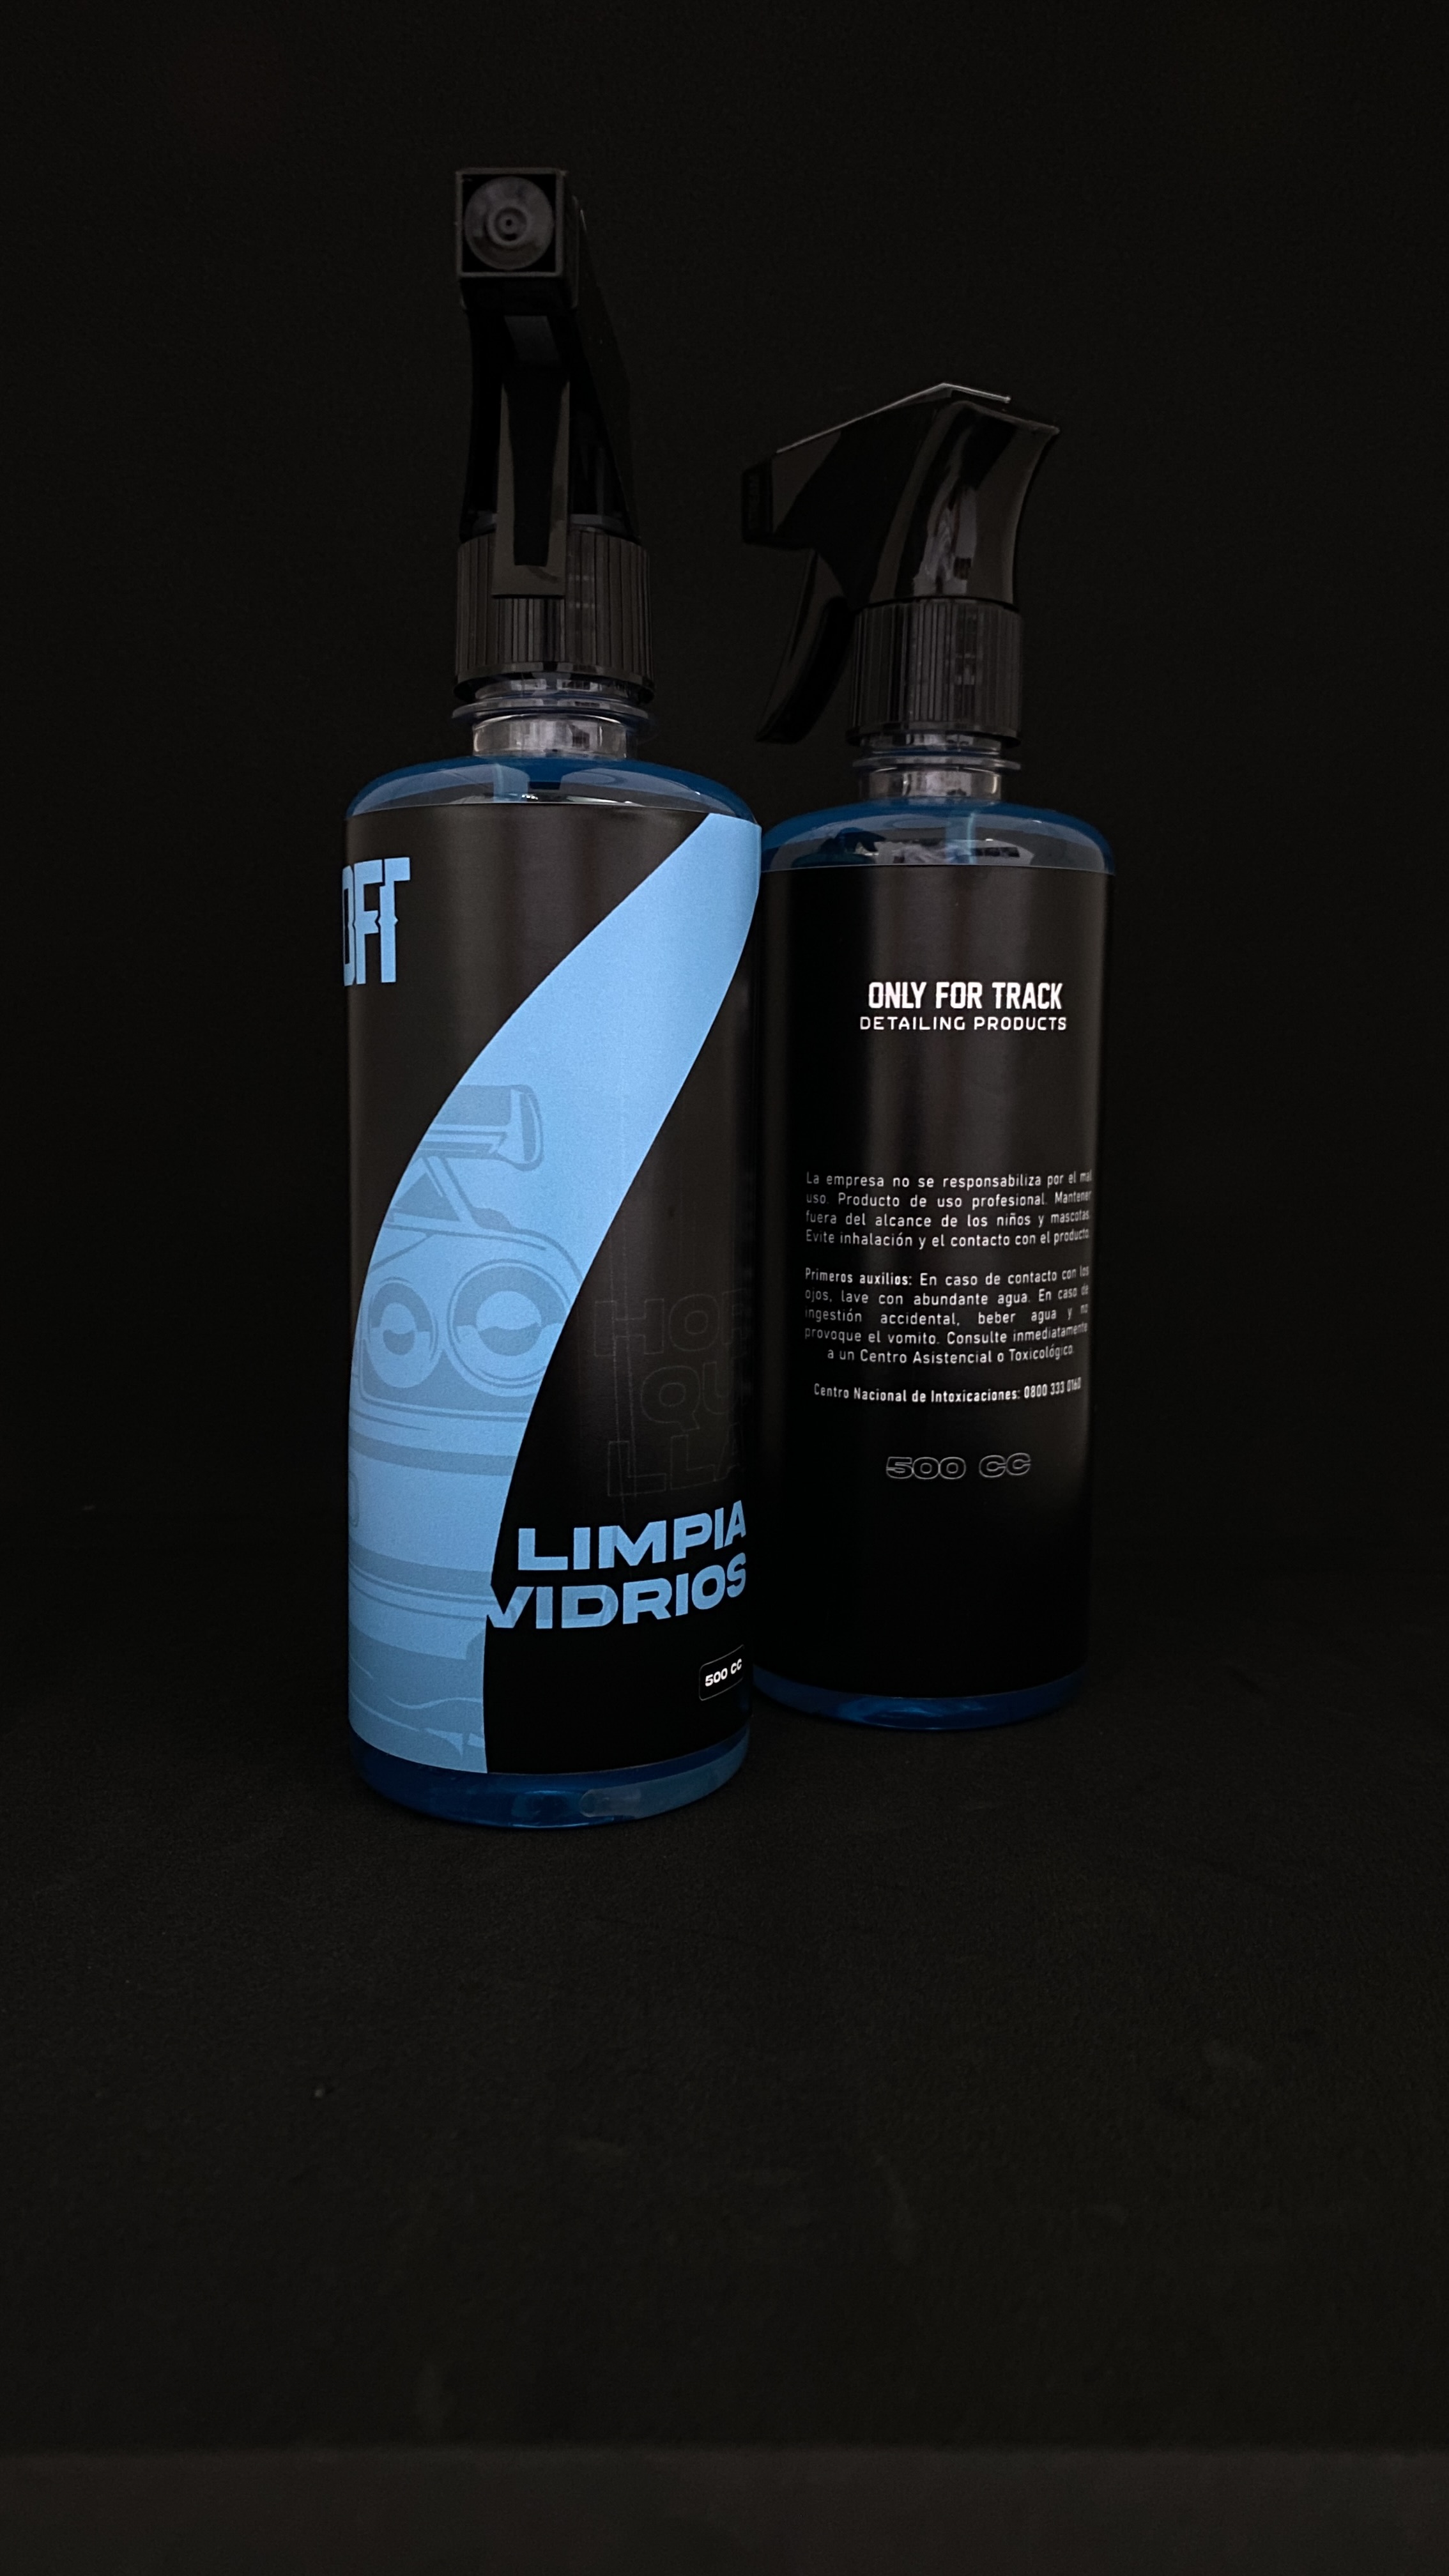 OFT
HOR
QUI
LLA
LIMPIA
VIDRIOS
500 CC
ONLY FOR TRACK
DETAILING PRODUCTS
La empresa no se responsabiliza por el mal
uso. Producto de uso profesional. Mantener
fuera del alcance de los niños y mascotas.
Evite inhalación y el contacto con el producto
Primeros auxilios: En caso de contacto con los
ojos, lave con abundante agua. En caso de
ingestión accidental, beber agua y no
provoque el vomito. Consulte inmediatamente
a un Centro Asistencial o Toxicológico.
Centro Nacional de Intoxicaciones: 0800 333 0160
500 CC